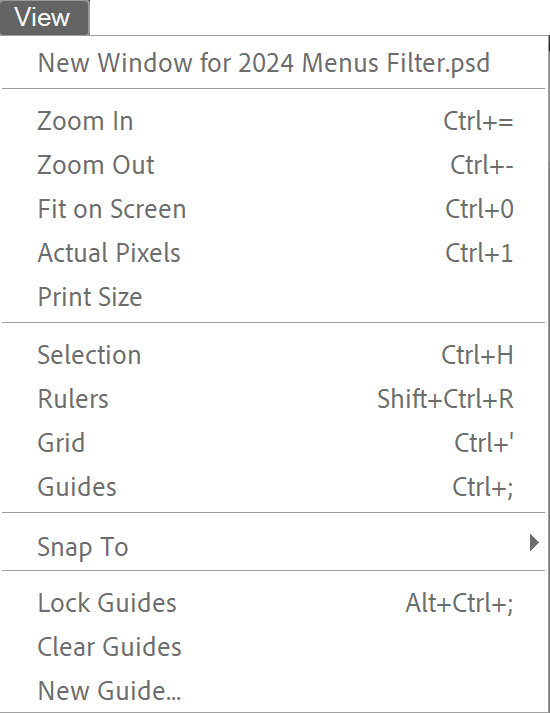 View
New Window for 2024 Menus Filter.psd
Zoom In Ctrl+=
Zoom Out Ctrl+-
Fit on Screen Ctrl+0
Actual Pixels Ctrl+1
Print Size
Selection Ctrl+H
Rulers Shift+Ctrl+R
Grid Ctrl+'
Guides Ctrl+;
Snap To
Lock Guides Alt+Ctrl+;
Clear Guides
New Guide...